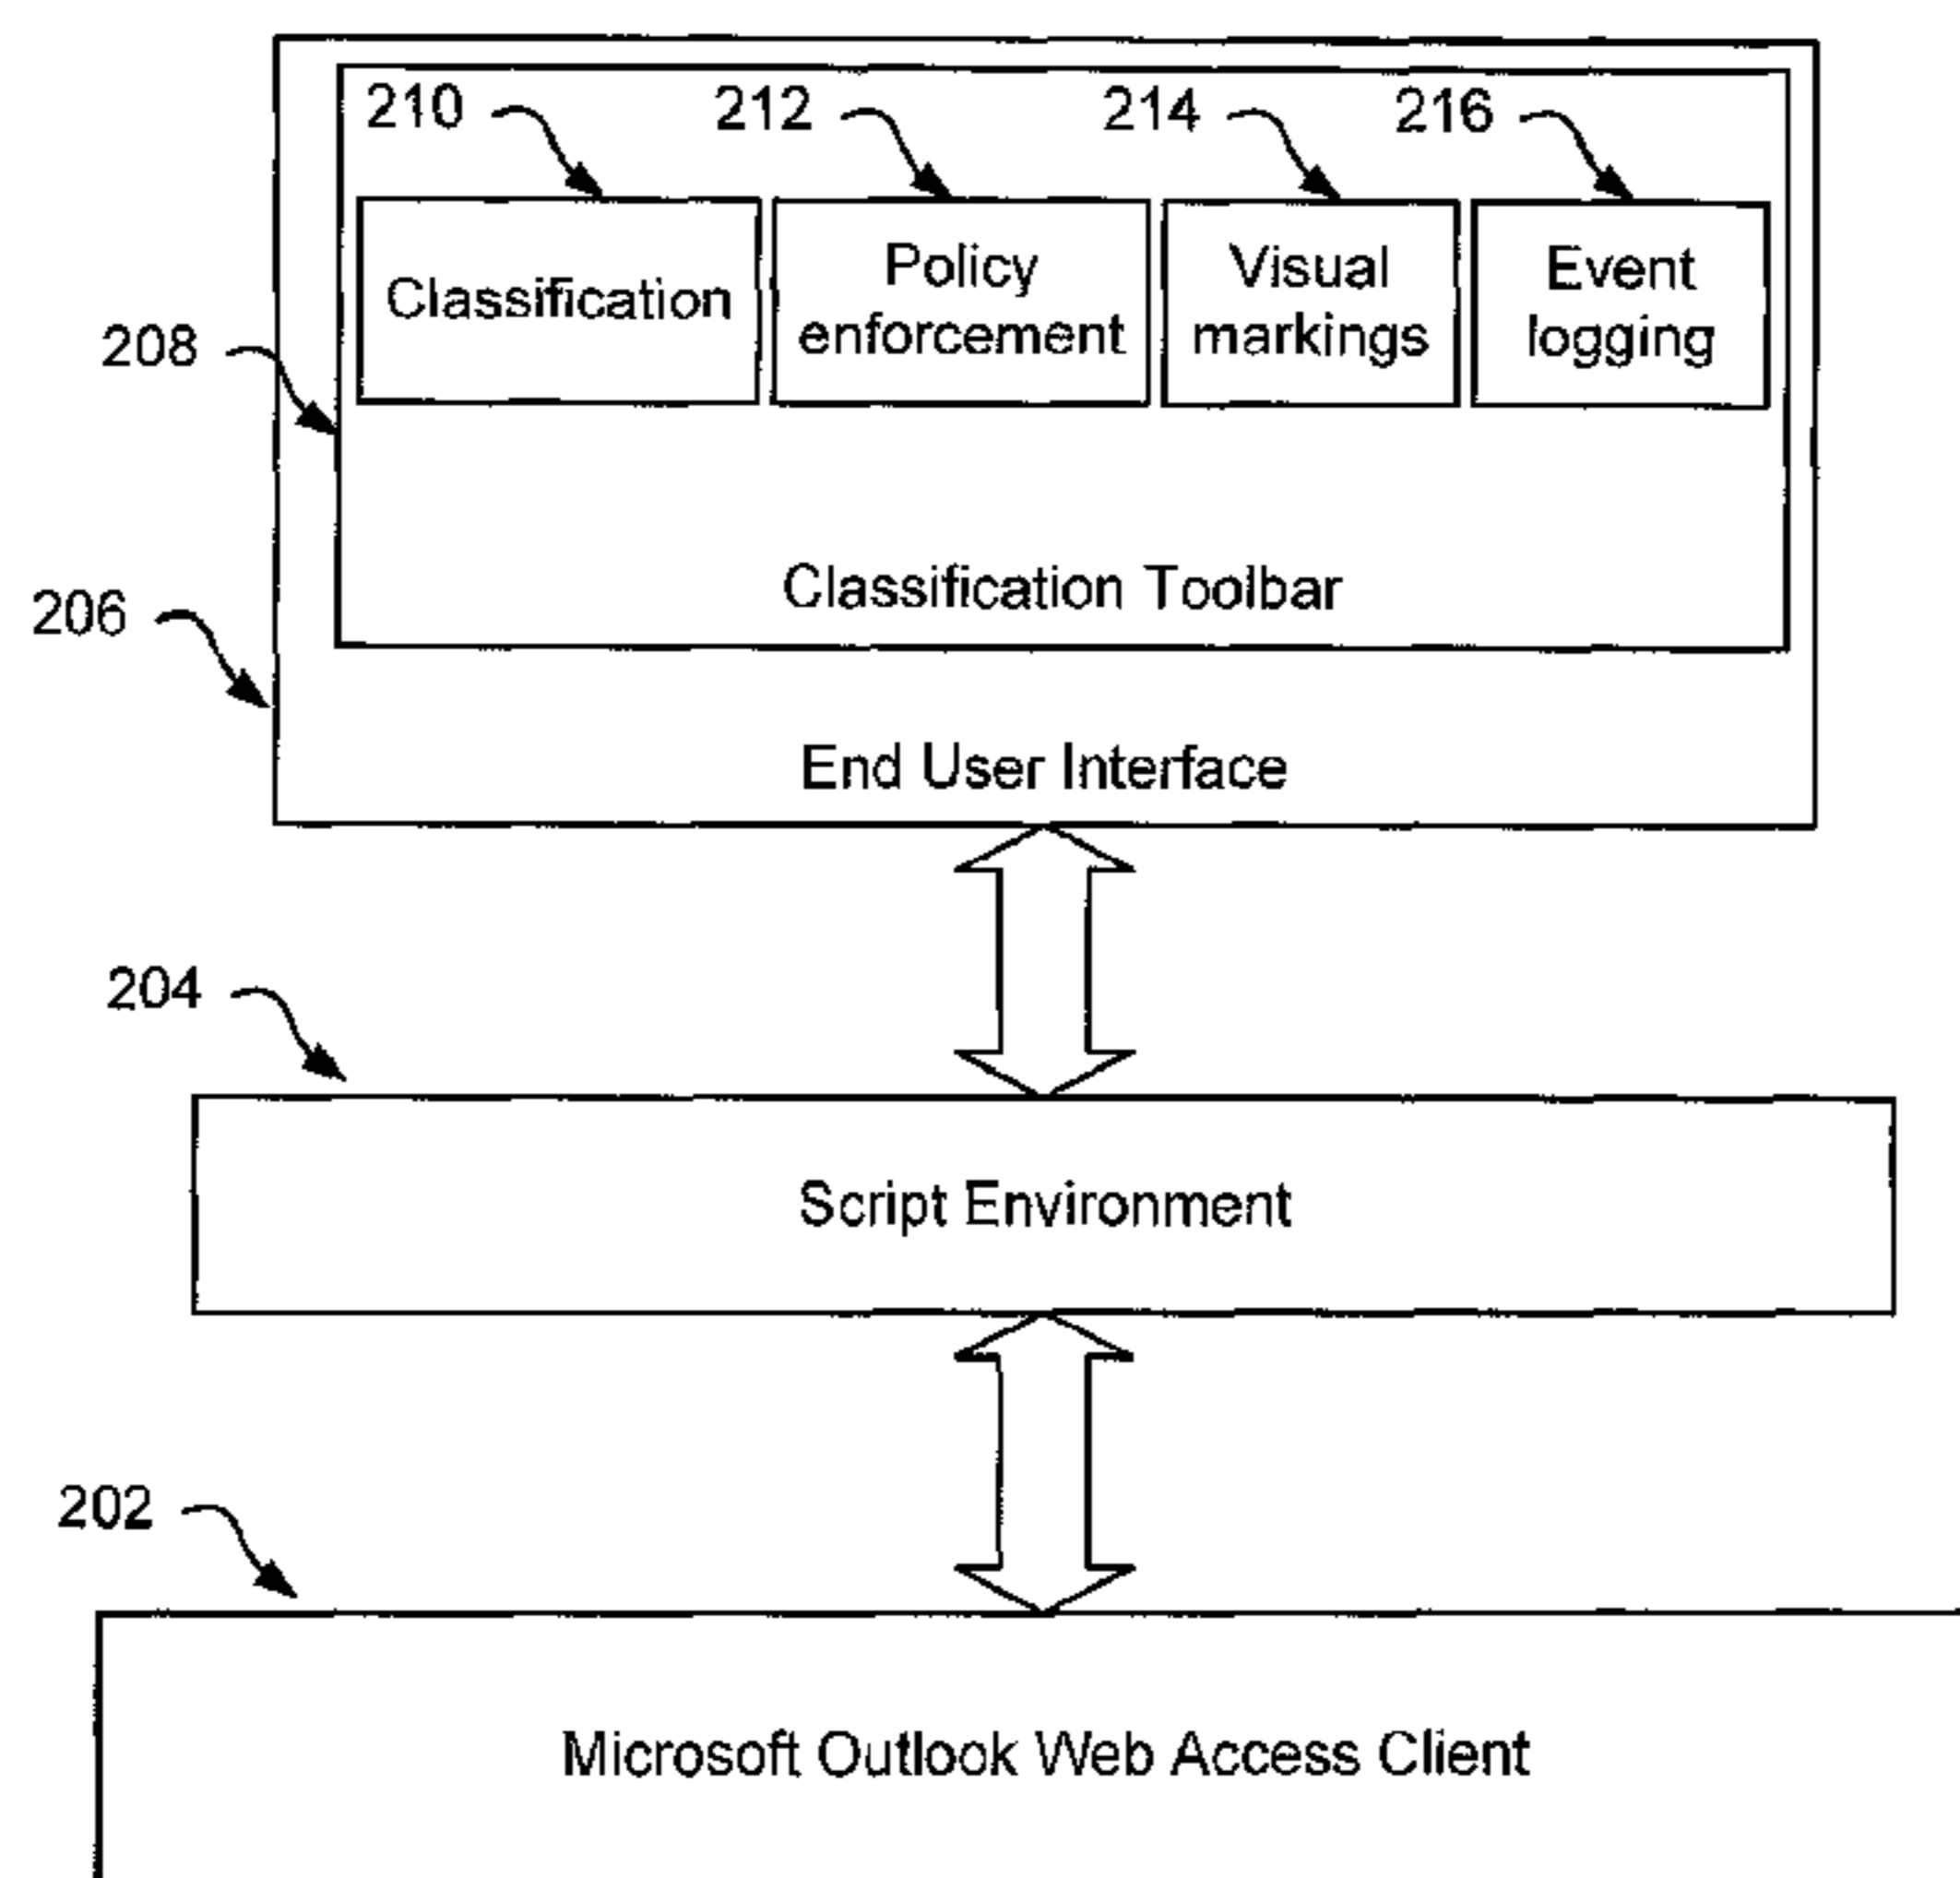 210
212
214
216
Classification
Policy
enforcement
Visual
markings
Event
logging
208
Classification Toolbar
206
End User Interface
204
Script Environment
202
Microsoft Outlook Web Access Client